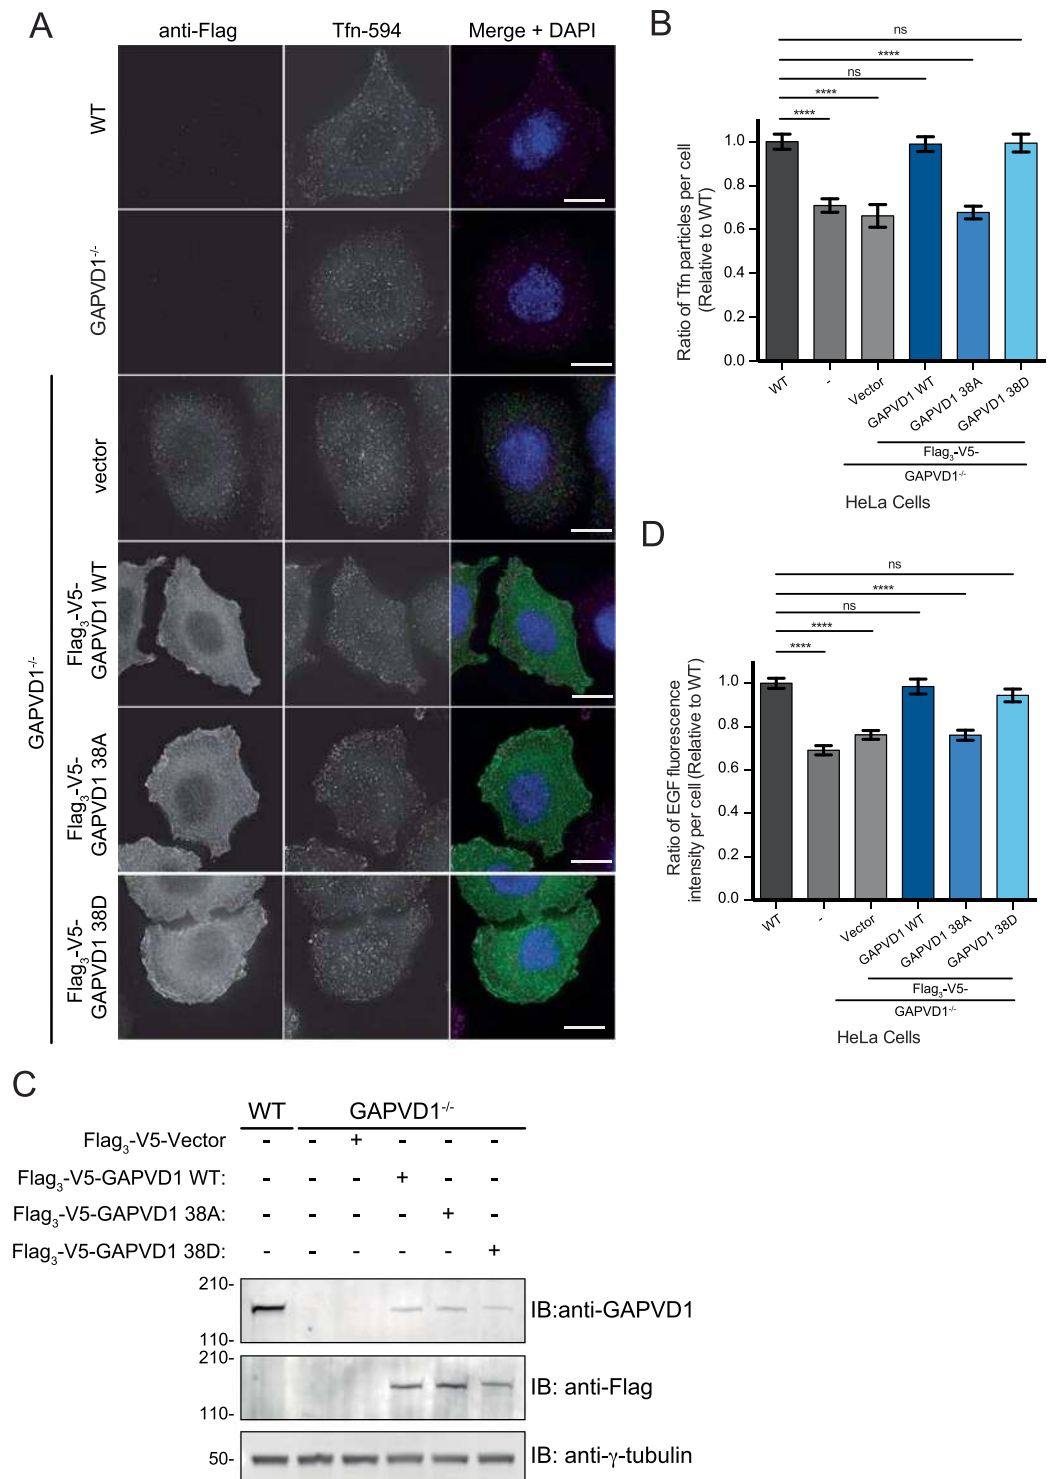 A
anti-Flag Tfn-594 Merge + DAPI
WT
GAPVD1-/-
vector
Flag3-V5-
GAPVD1 WT
Flag3-V5-
GAPVD1 38A
Flag3-V5-
GAPVD1 38D
GAPVD1-/-
B
ns
****
ns
****
****
Ratio of Tfn particles per cell
(Relative to WT)
1.0
0.8
0.6
0.4
0.2
0.0
WT - Vector GAPVD1 WT GAPVD1 38A GAPVD1 38D
Flag3-V5-
GAPVD1-/-
HeLa Cells
D
ns
****
ns
****
****
Ratio of EGF fluorescence
intensity per cell (Relative to WT)
1.0
0.8
0.6
0.4
0.2
0.0
WT - Vector GAPVD1 WT GAPVD1 38A GAPVD1 38D
Flag3-V5-
GAPVD1-/-
HeLa Cells
C
WT GAPVD1-/-
Flag3-V5-Vector - - + - - -
Flag3-V5-GAPVD1 WT: - - - + - -
Flag3-V5-GAPVD1 38A: - - - - + -
Flag3-V5-GAPVD1 38D: - - - - - +
210-
IB:anti-GAPVD1
110-
210-
IB: anti-Flag
110-
50- IB: anti-γ-tubulin